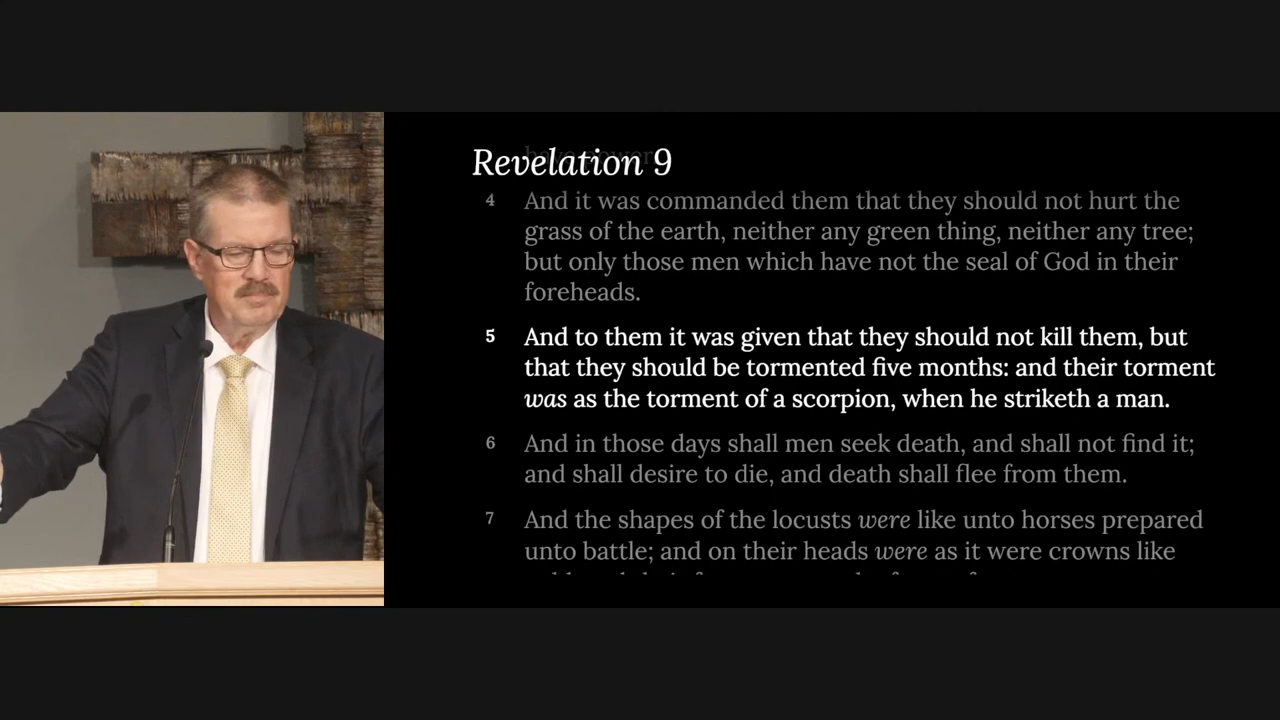 Revelation 9
4 And it was commanded them that they should not hurt the
grass of the earth, neither any green thing, neither any tree;
but only those men which have not the seal of God in their
foreheads.
5 And to them it was given that they should not kill them, but
that they should be tormented five months: and their torment
was as the torment of a scorpion, when he striketh a man.
6 And in those days shall men seek death, and shall not find it;
and shall desire to die, and death shall flee from them.
7 And the shapes of the locusts were like unto horses prepared
unto battle; and on their heads were as it were crowns like